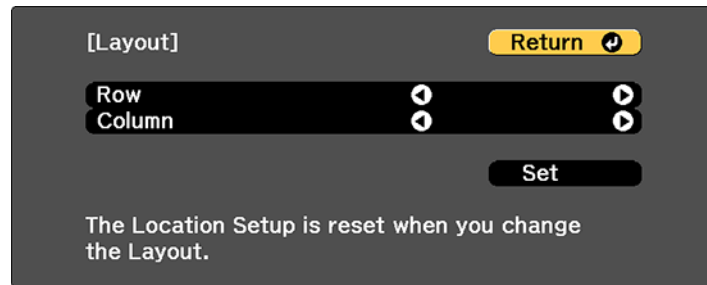 [Layout]
Return
Row
Column
Set
The Location Setup is reset when you change
the Layout.